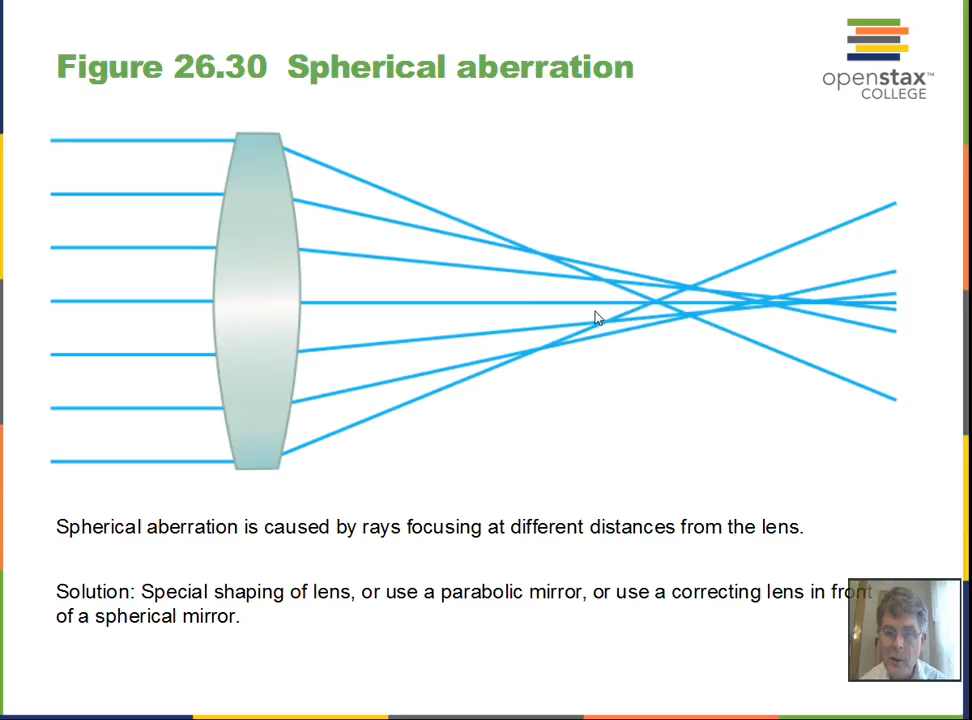 Figure 26.30 Spherical aberration
openstax™
COLLEGE
Spherical aberration is caused by rays focusing at different distances from the lens.
Solution: Special shaping of lens, or use a parabolic mirror, or use a correcting lens in front
of a spherical mirror.